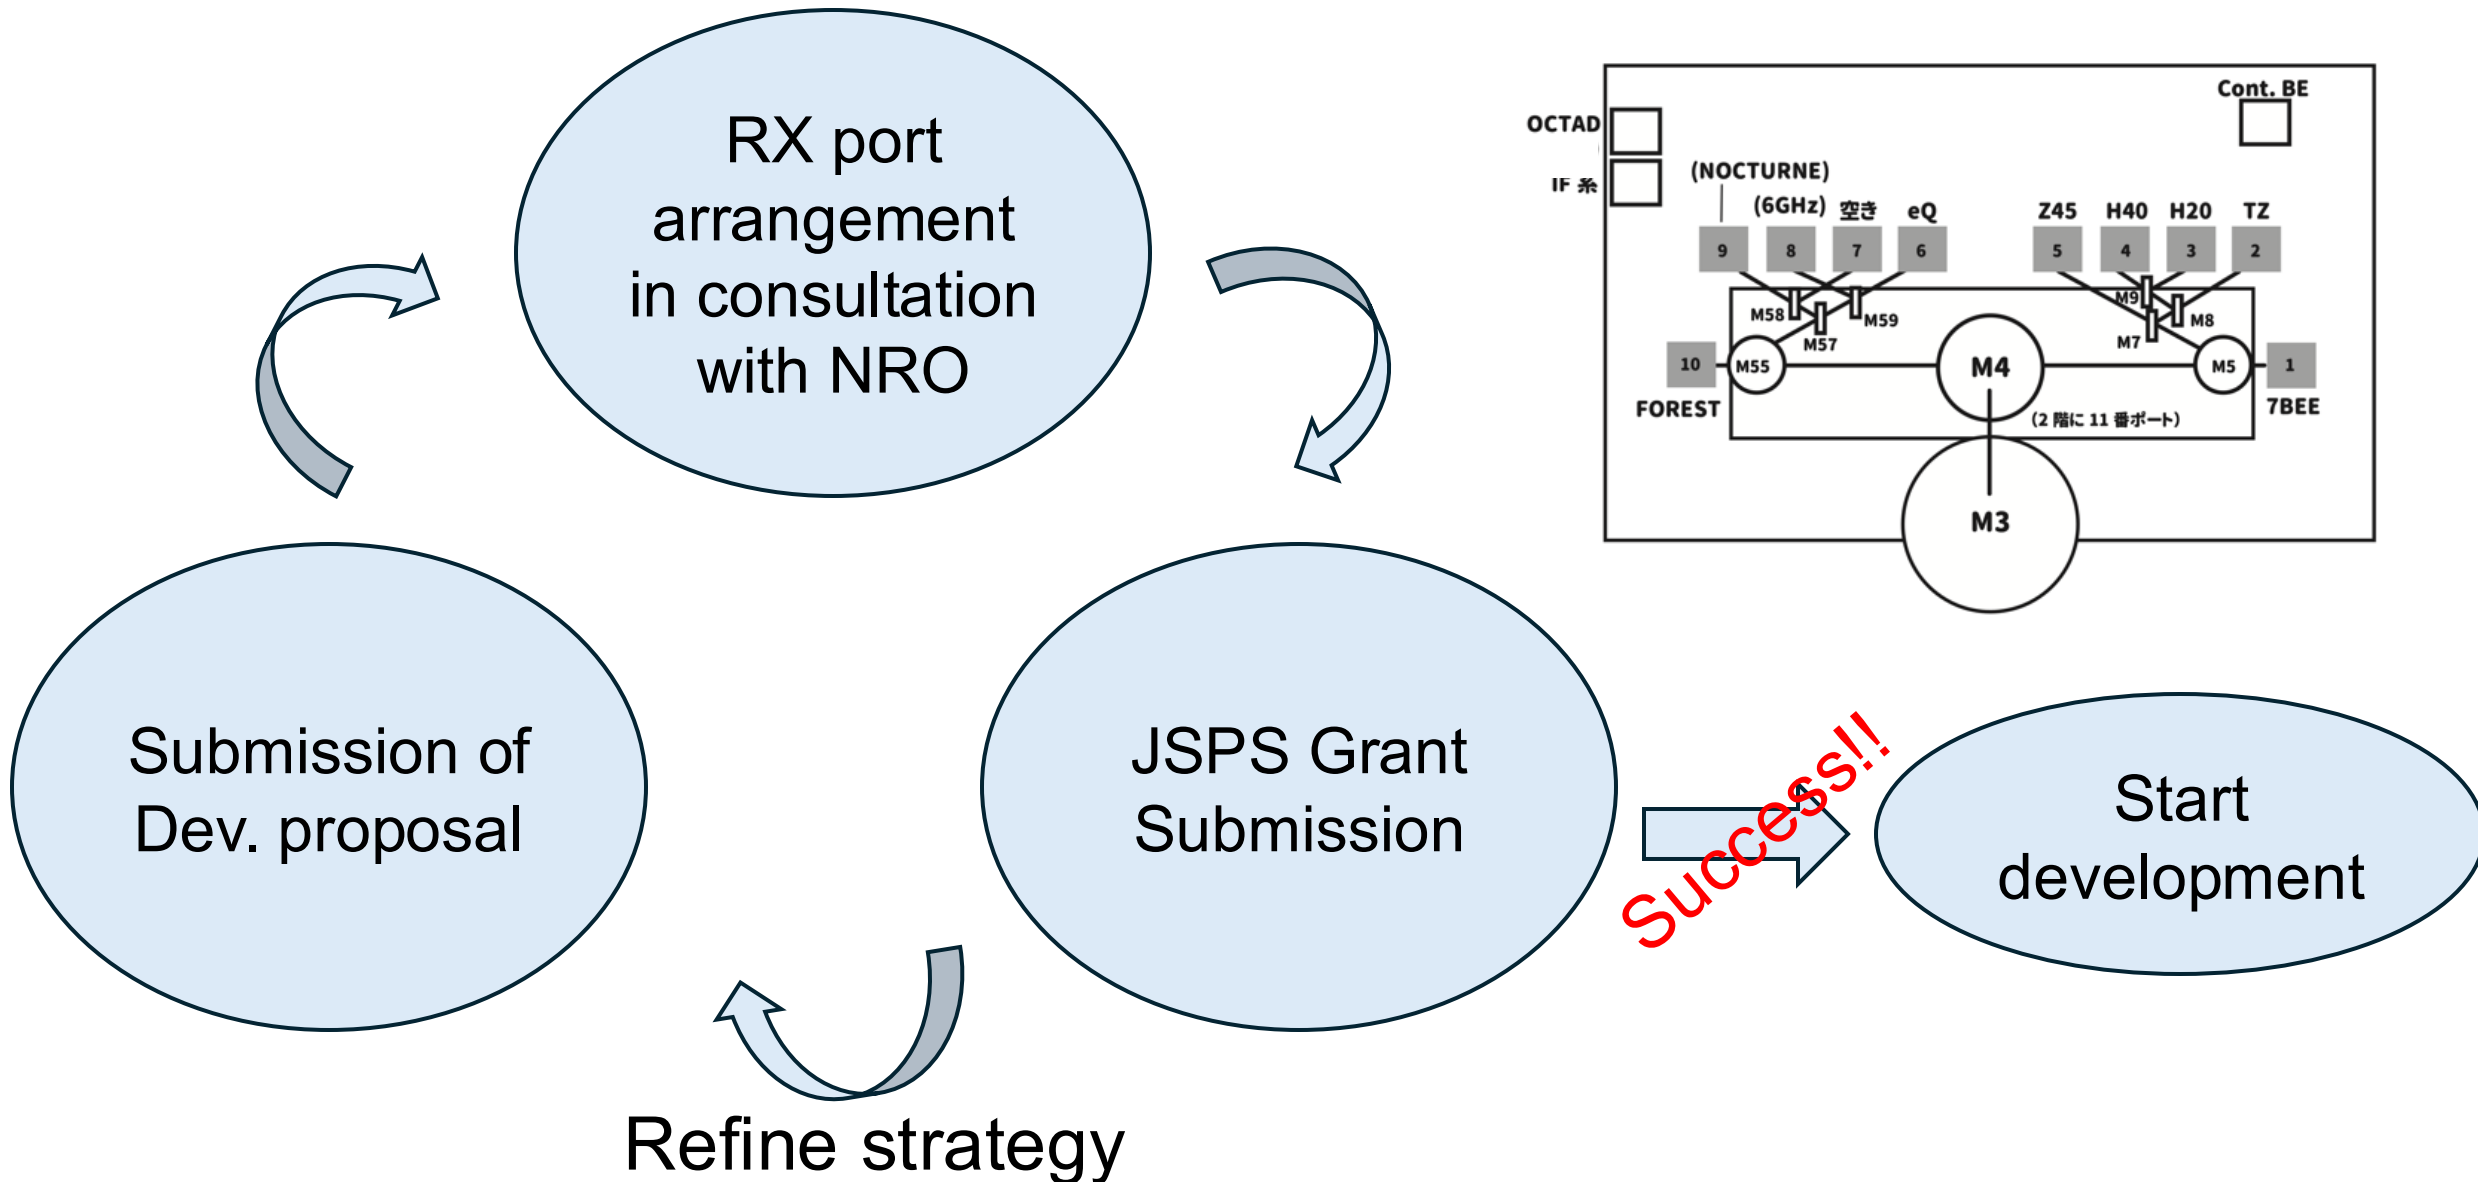 RX port
arrangement
in consultation
with NRO
Submission of
Dev. proposal
JSPS Grant
Submission
Success!!
Start
development
Refine strategy
Cont. BE
OCTAD
IF 系
(NOCTURNE)
(6GHz) 空き eQ
Z45 H40 H20 TZ
9 8 7 6 5 4 3 2
M58 M57 M59
M9 M8 M7
10 M55 M4 M5 1
FOREST
7BEE
(2 階に 11 番ポート)
M3